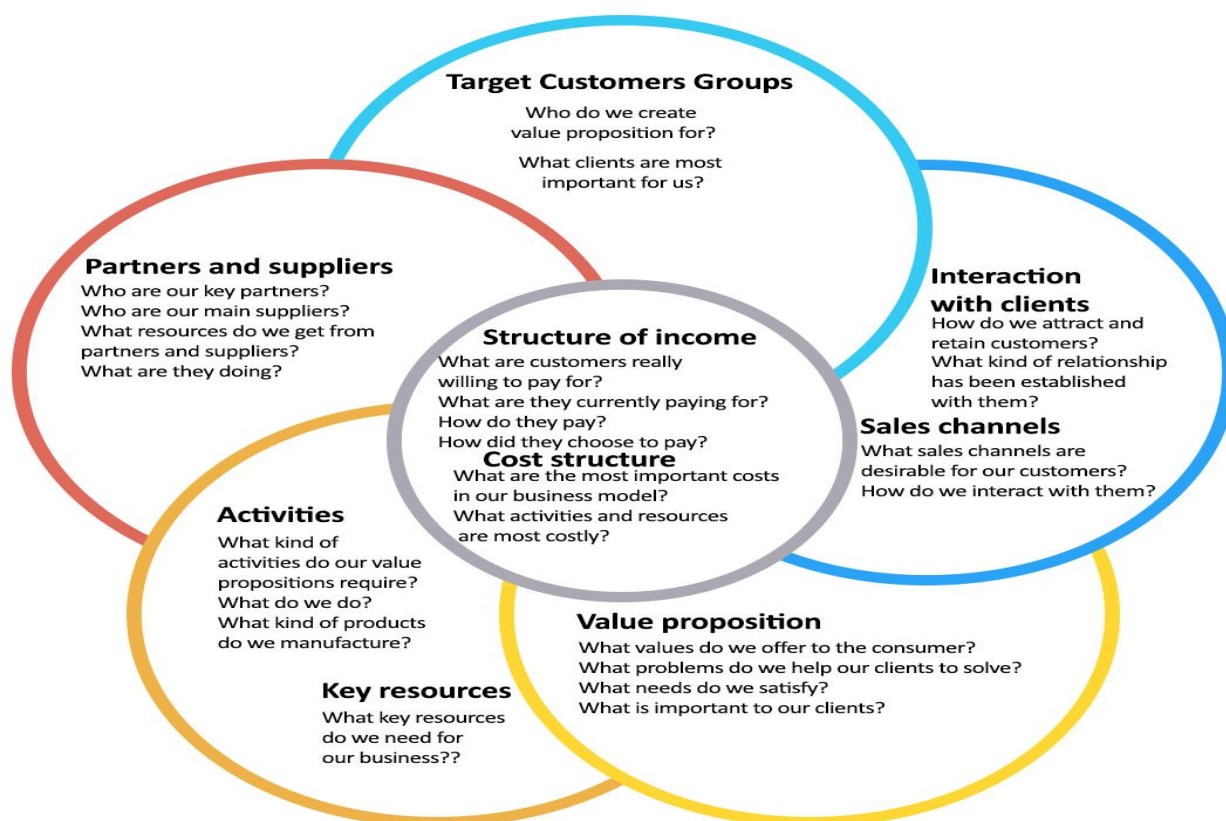 Target Customers Groups
Who do we create
value proposition for?
What clients are most
important for us?
Partners and suppliers
Who are our key partners?
Who are our main suppliers?
What resources do we get from
partners and suppliers?
What are they doing?
Interaction
with clients
How do we attract and
retain customers?
What kind of relationship
has been established
with them?
Sales channels
What sales channels are
desirable for our customers?
How do we interact with them?
Structure of income
What are customers really
willing to pay for?
What are they currently paying for?
How do they pay?
How did they choose to pay?
Cost structure
What are the most important costs
in our business model?
What activities and resources
are most costly?
Activities
What kind of
activities do our value
propositions require?
What do we do?
What kind of products
do we manufacture?
Key resources
What key resources
do we need for
our business??
Value proposition
What values do we offer to the consumer?
What problems do we help our clients to solve?
What needs do we satisfy?
What is important to our clients?